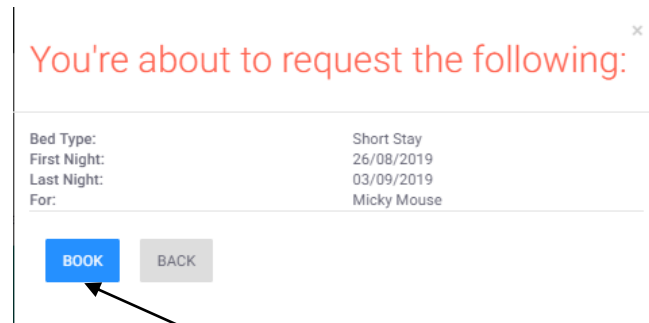 ×
You're about to request the following:
Bed Type: Short Stay
First Night: 26/08/2019
Last Night: 03/09/2019
For: Micky Mouse
BOOK BACK